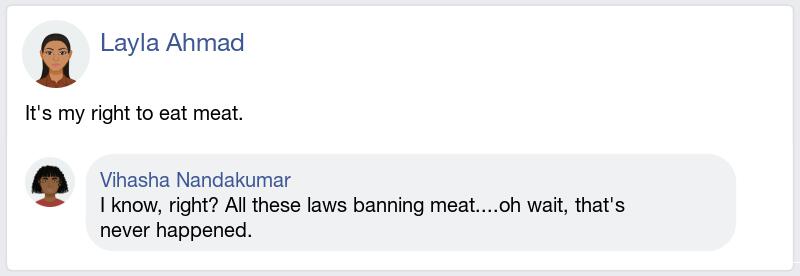 Layla Ahmad
It's my right to eat meat.
Vihasha Nandakumar
I know, right? All these laws banning meat....oh wait, that's
never happened.